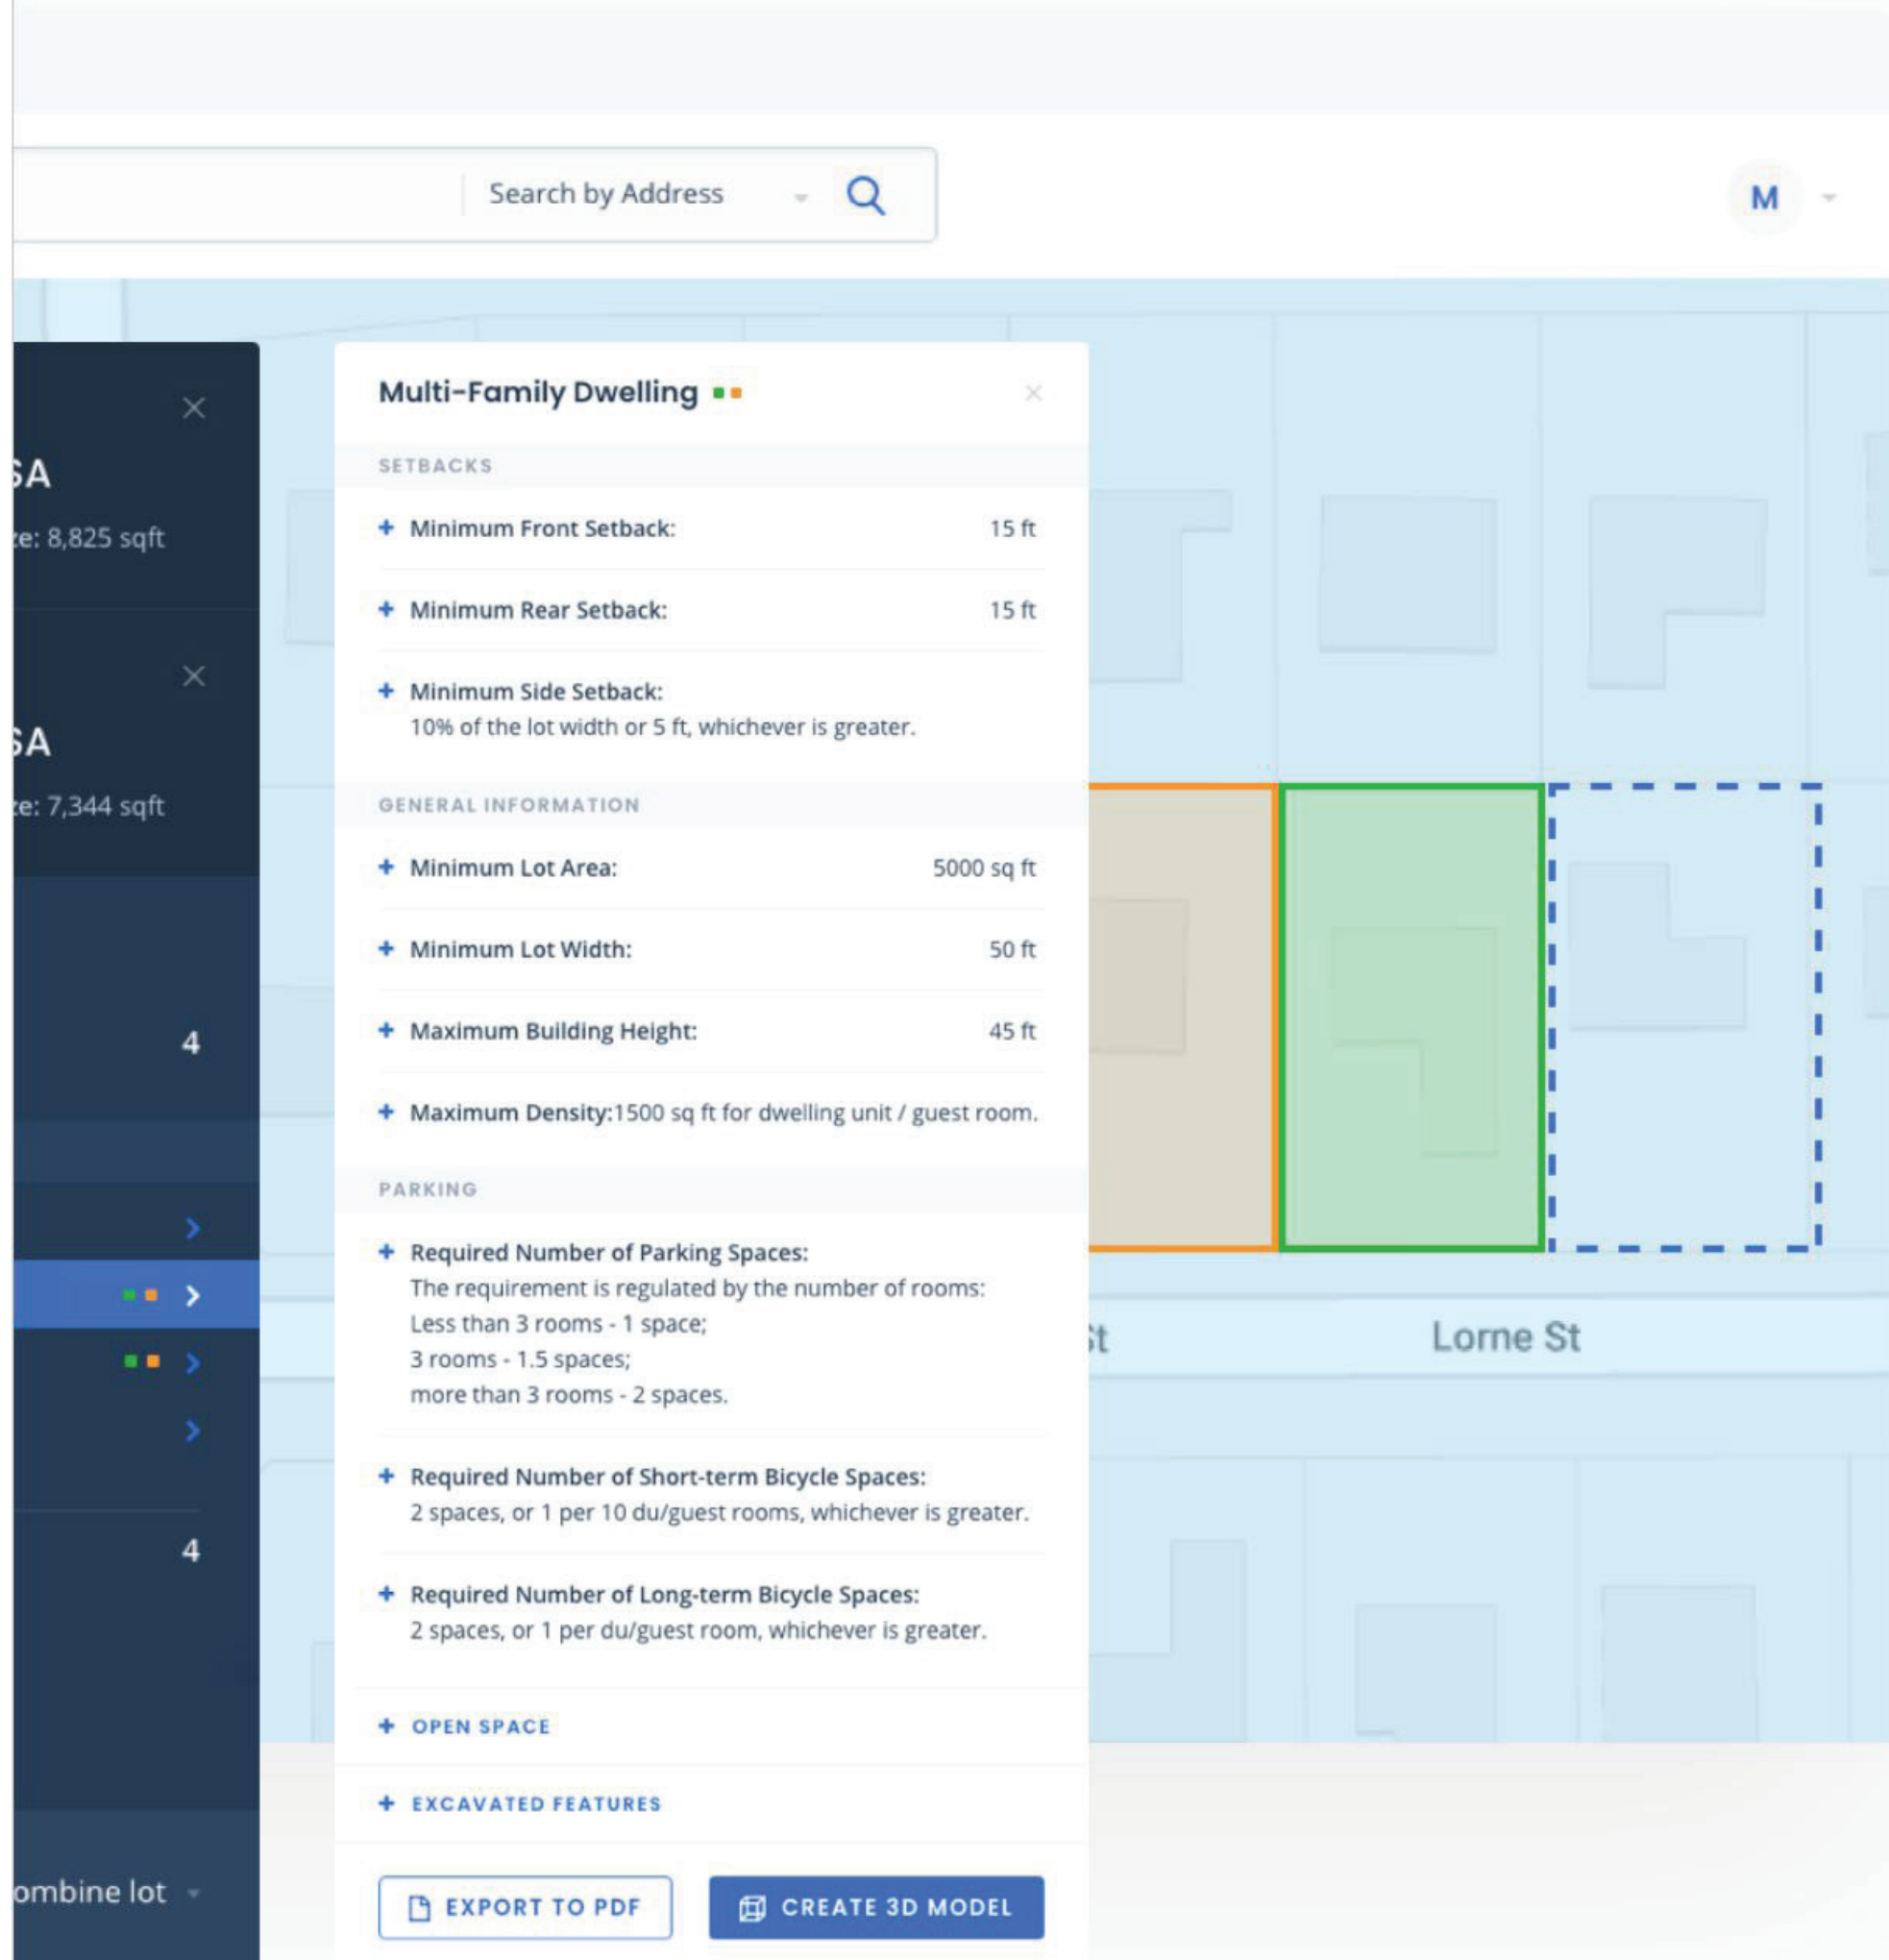 Search by Address
M
SA
ze: 8,825 sqft
SA
ze: 7,344 sqft
4
4
ombine lot
Multi-Family Dwelling
SETBACKS
Minimum Front Setback: 15 ft
Minimum Rear Setback: 15 ft
Minimum Side Setback:
10% of the lot width or 5 ft, whichever is greater.
GENERAL INFORMATION
Minimum Lot Area: 5000 sq ft
Minimum Lot Width: 50 ft
Maximum Building Height: 45 ft
Maximum Density:1500 sq ft for dwelling unit / guest room.
PARKING
Required Number of Parking Spaces:
The requirement is regulated by the number of rooms:
Less than 3 rooms - 1 space;
3 rooms - 1.5 spaces;
more than 3 rooms - 2 spaces.
Required Number of Short-term Bicycle Spaces:
2 spaces, or 1 per 10 du/guest rooms, whichever is greater.
Required Number of Long-term Bicycle Spaces:
2 spaces, or 1 per du/guest room, whichever is greater.
OPEN SPACE
EXCAVATED FEATURES
EXPORT TO PDF
CREATE 3D MODEL
St
Lorne St